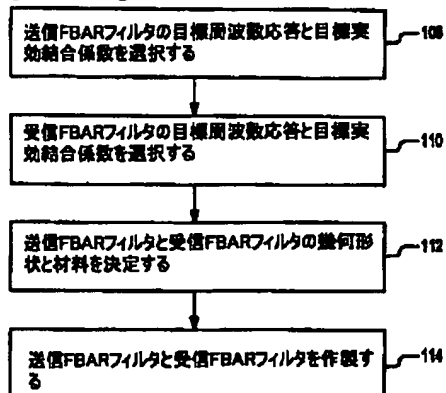 送信FBARフィルタの目標周波数応答と目標実
効結合係数を選択する
108
受信FBARフィルタの目標周波数応答と目標実
効結合係数を選択する
110
送信FBARフィルタと受信FBARフィルタの幾何形
状と材料を決定する
112
送信FBARフィルタと受信FBARフィルタを作製す
る
114